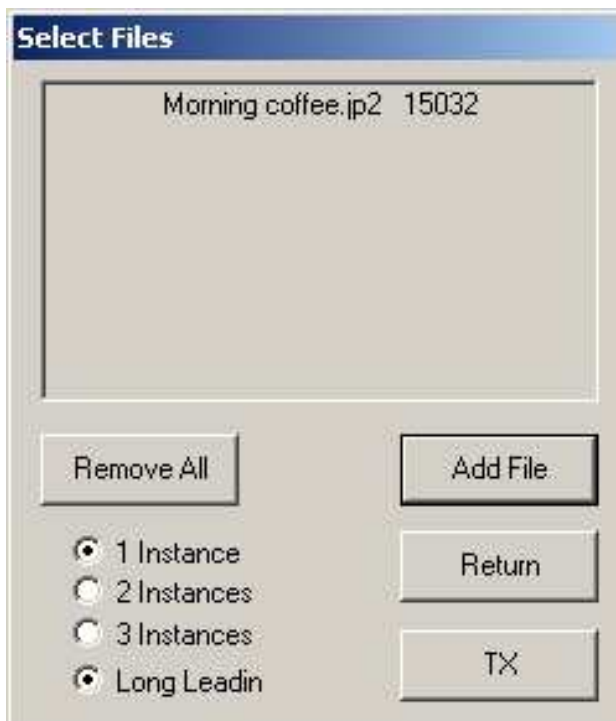 Select Files
Morning coffee.jp2 15032
Remove All
Add File
1 Instance
2 Instances
3 Instances
Long Leadin
Return
TX